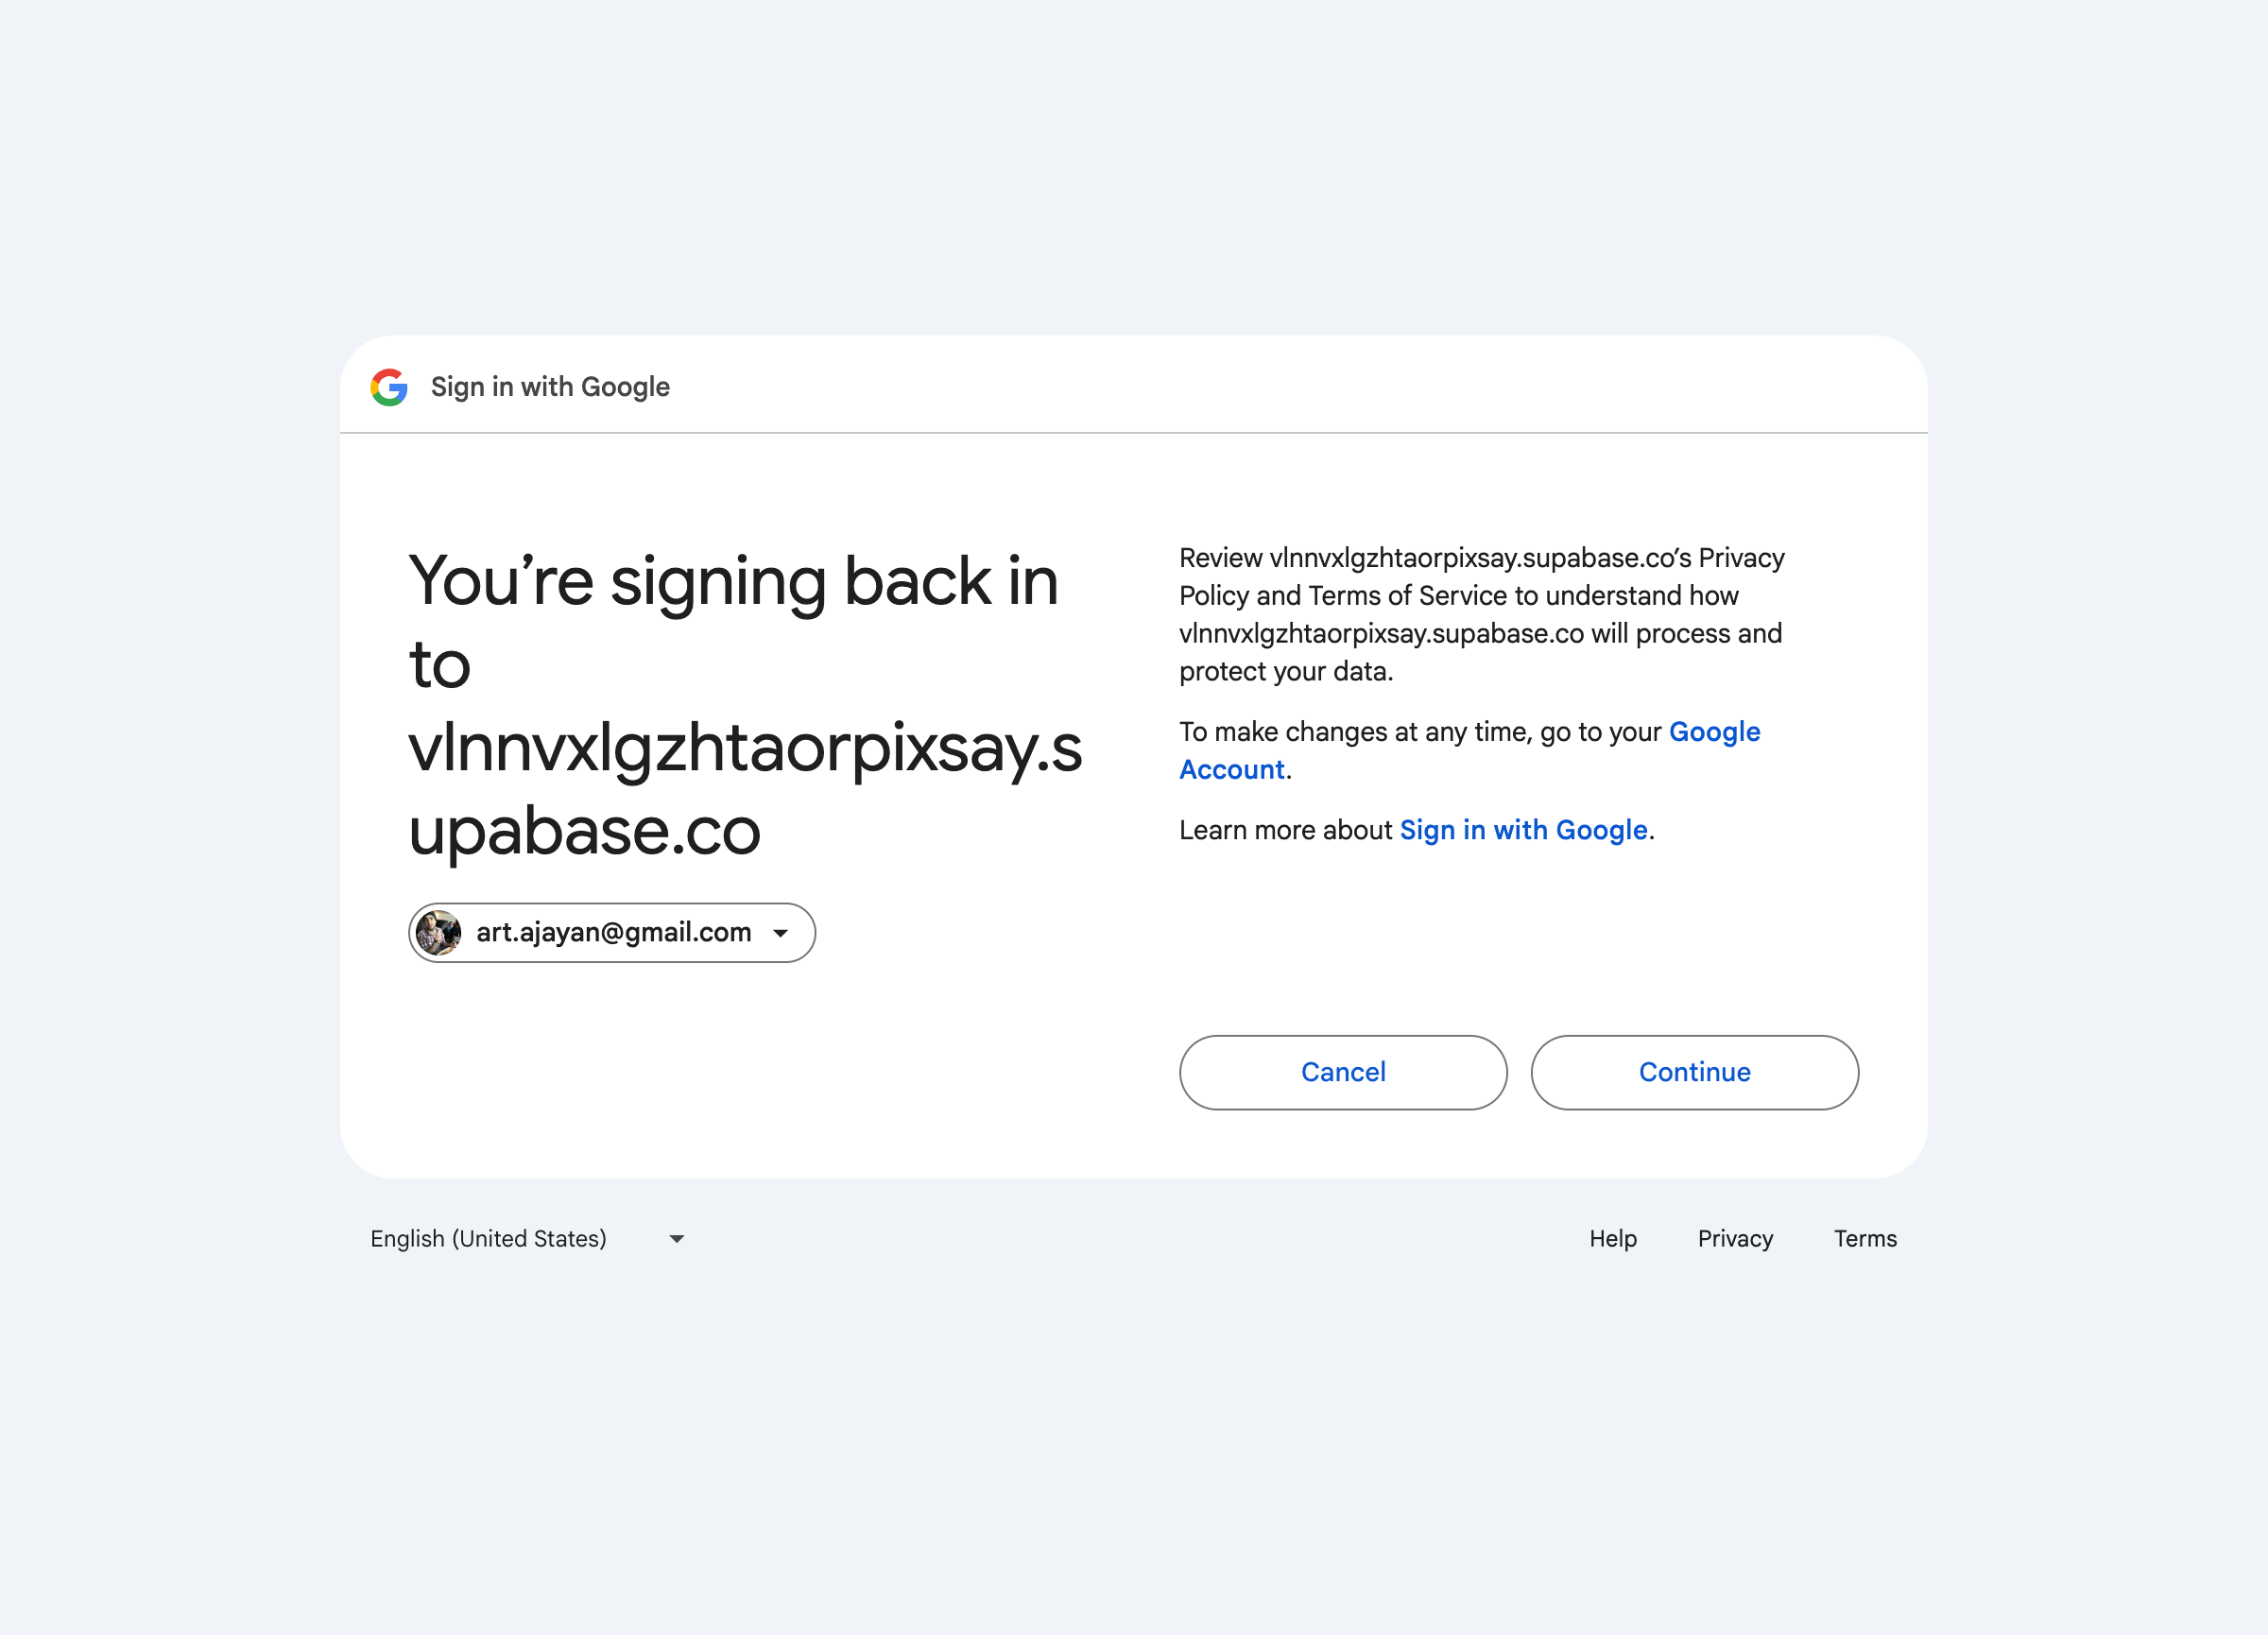 Sign in with Google
You’re signing back in
to
vlnnvxlgzhtaorpixsay.s
upabase.co
art.ajayan@gmail.com
Review vlnnvxlgzhtaorpixsay.supabase.co’s Privacy
Policy and Terms of Service to understand how
vlnnvxlgzhtaorpixsay.supabase.co will process and
protect your data.
To make changes at any time, go to your Google
Account.
Learn more about Sign in with Google.
Cancel
Continue
English (United States)
Help
Privacy
Terms